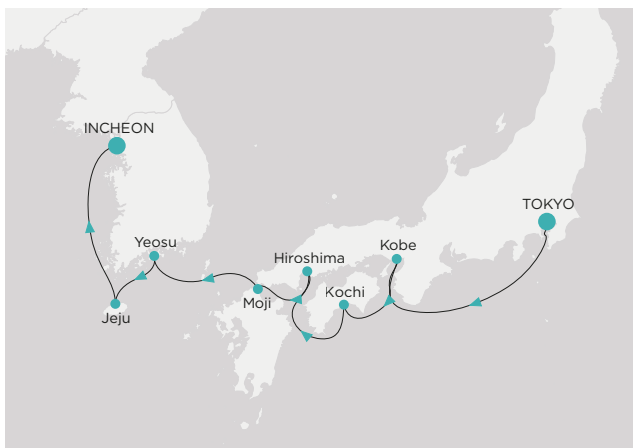 INCHEON
TOKYO
Yeosu
Kobe
Hiroshima
Kochi
Moji
Jeju